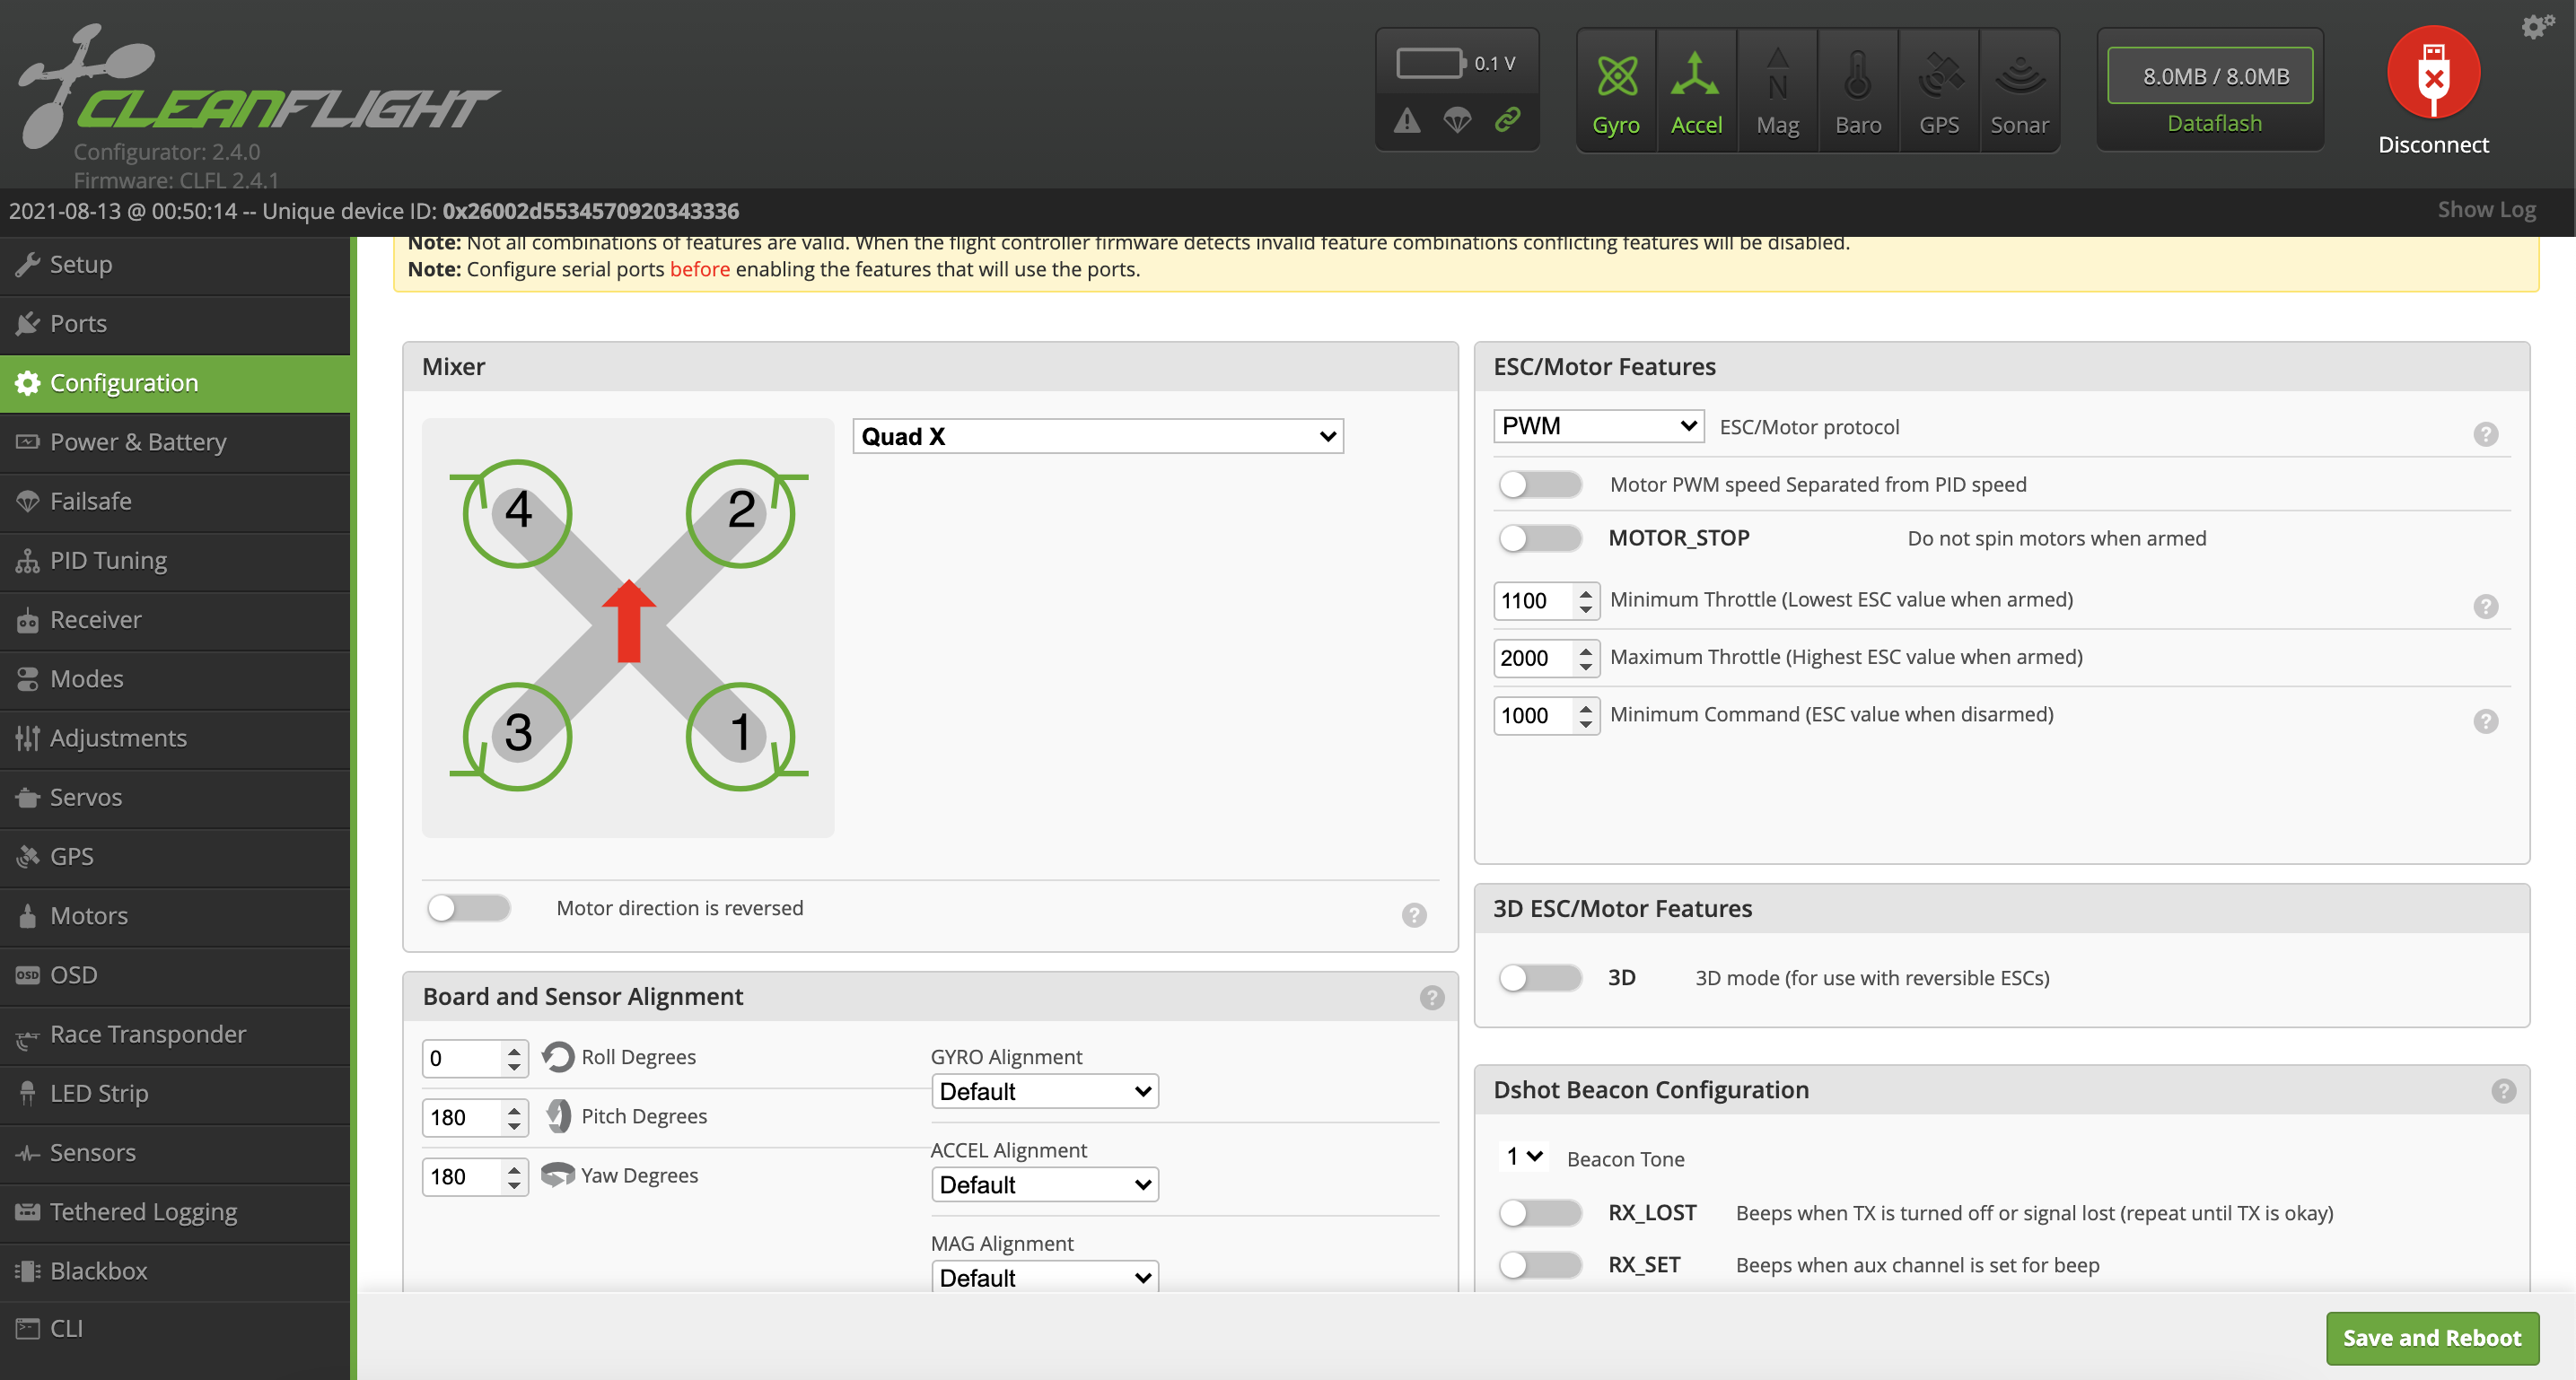 CLEANFLIGHT
Configurator: 2.4.0
Firmware: CLFL 2.4.1
0.1 V
Gyro
Accel
N
Mag
Baro
GPS
Sonar
8.0MB / 8.0MB
Dataflash
Disconnect
2021-08-13 @ 00:50:14 -- Unique device ID: 0x26002d5534570920343336
Show Log
Setup
Ports
Configuration
Power & Battery
Failsafe
PID Tuning
Receiver
Modes
Adjustments
Servos
GPS
Motors
OSD OSD
Race Transponder
LED Strip
Sensors
Tethered Logging
Blackbox
CLI
Note: Not all combinations of features are valid. When the flight controller firmware detects invalid feature combinations conflicting features will be disabled.
Note: Configure serial ports before enabling the features that will use the ports.
Mixer
Quad X
4
2
3
1
Motor direction is reversed
?
Board and Sensor Alignment
?
0
Roll Degrees
180
Pitch Degrees
180
Yaw Degrees
GYRO Alignment
Default
ACCEL Alignment
Default
MAG Alignment
Default
ESC/Motor Features
PWM
ESC/Motor protocol
?
Motor PWM speed Separated from PID speed
MOTOR_STOP
Do not spin motors when armed
1100
Minimum Throttle (Lowest ESC value when armed)
?
2000
Maximum Throttle (Highest ESC value when armed)
1000
Minimum Command (ESC value when disarmed)
?
3D ESC/Motor Features
3D
3D mode (for use with reversible ESCs)
Dshot Beacon Configuration
?
1
Beacon Tone
RX_LOST
Beeps when TX is turned off or signal lost (repeat until TX is okay)
RX_SET
Beeps when aux channel is set for beep
Save and Reboot